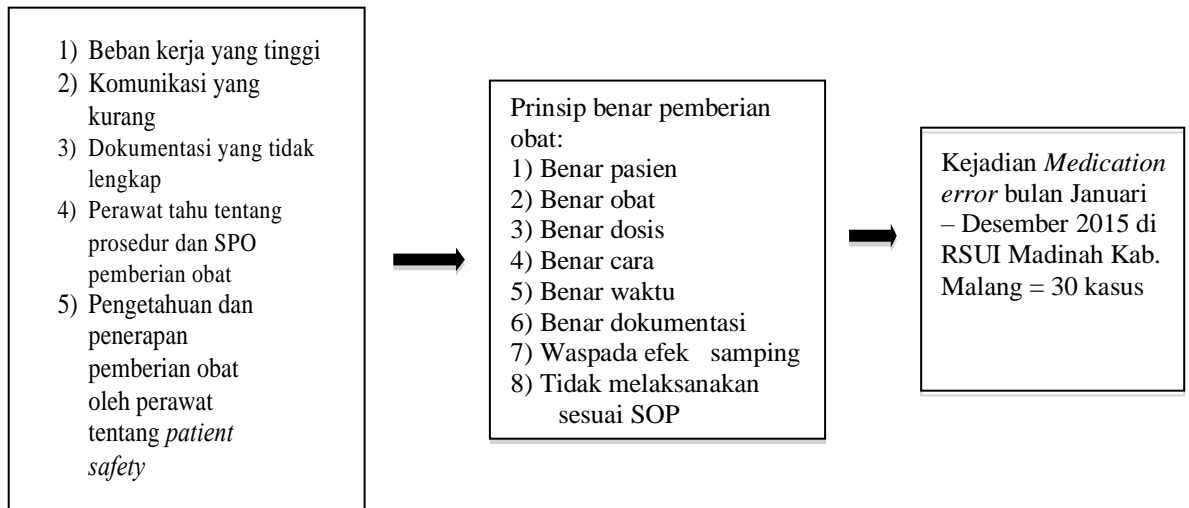 1) Beban kerja yang tinggi
2) Komunikasi yang
kurang
3) Dokumentasi yang tidak
lengkap
4) Perawat tahu tentang
prosedur dan SPO
pemberian obat
5) Pengetahuan dan
penerapan
pemberian obat
oleh perawat
tentang patient
safety
Prinsip benar pemberian
obat:
1) Benar pasien
2) Benar obat
3) Benar dosis
4) Benar cara
5) Benar waktu
6) Benar dokumentasi
7) Waspada efek samping
8) Tidak melaksanakan
sesuai SOP
Kejadian Medication
error bulan Januari
– Desember 2015 di
RSUI Madinah Kab.
Malang = 30 kasus